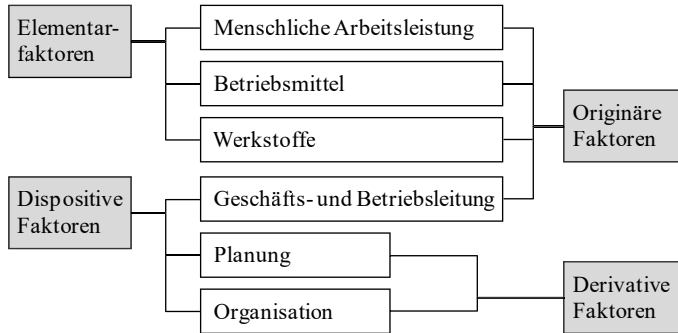 Elementar-
faktoren
Menschliche Arbeitsleistung
Betriebsmittel
Werkstoffe
Originäre
Faktoren
Dispositive
Faktoren
Geschäfts- und Betriebsleitung
Planung
Organisation
Derivative
Faktoren